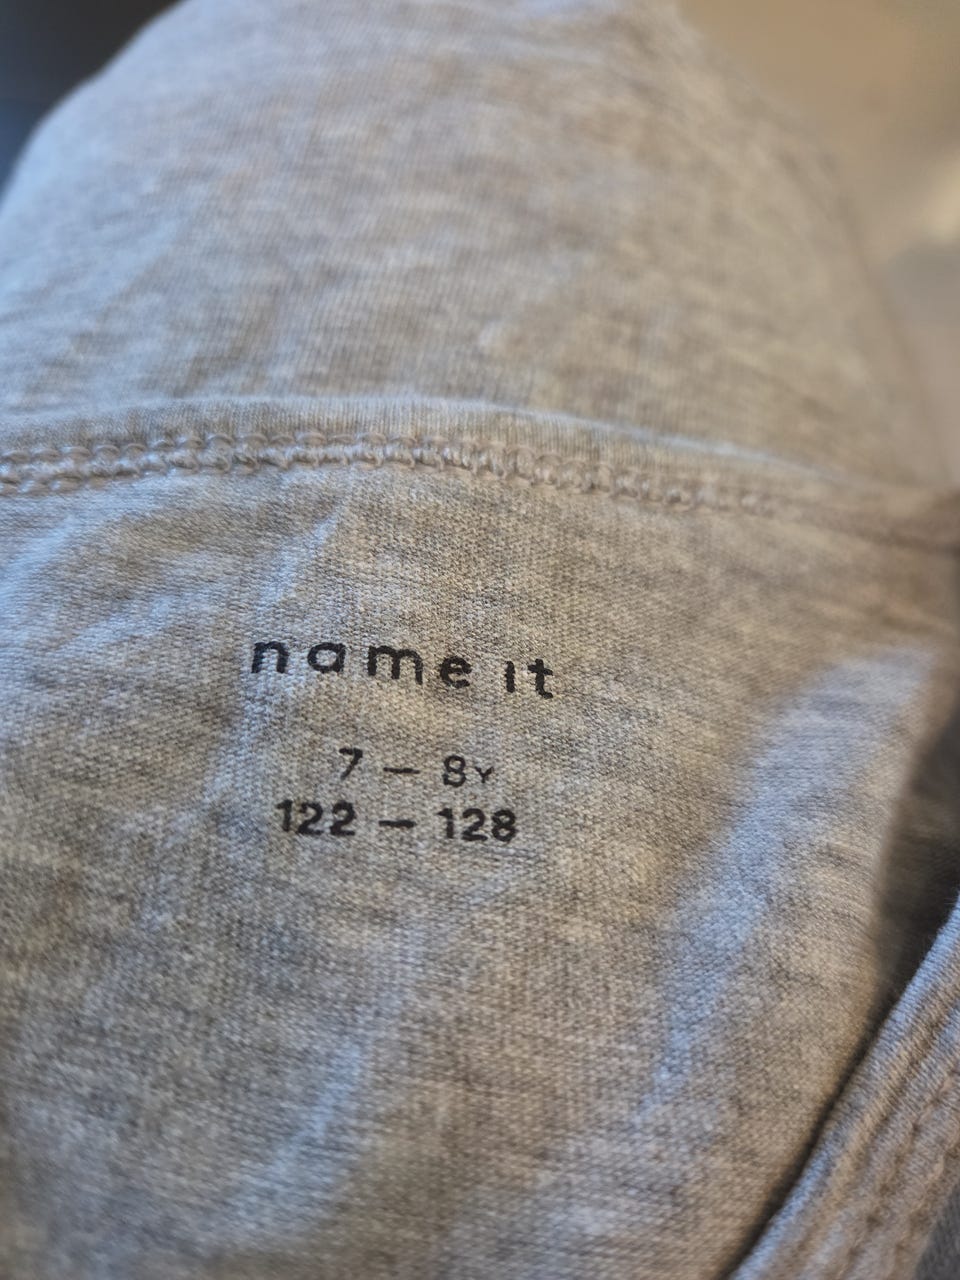 name it
7 – 8Y
122 – 128